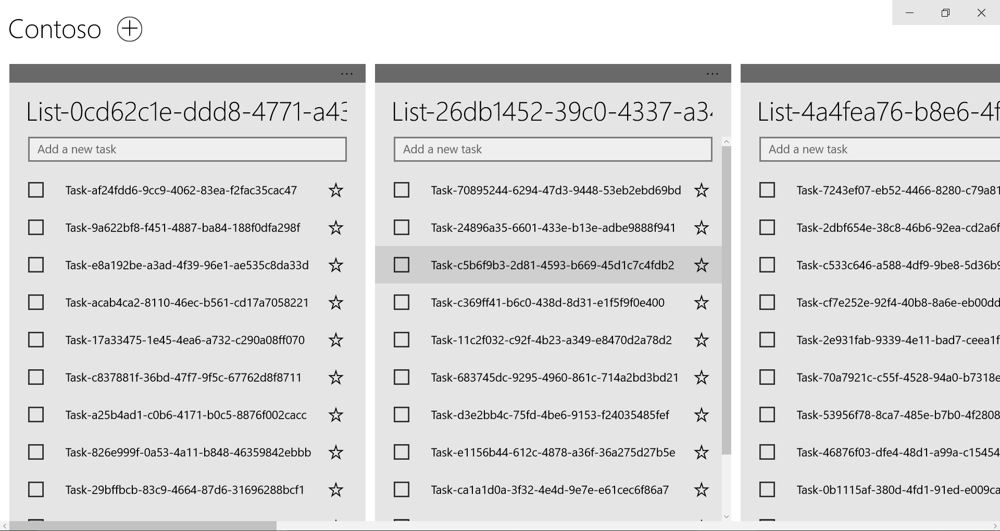 Contoso
List-0cd62c1e-ddd8-4771-a43
Add a new task
Task-af24fdd6-9cc9-4062-83ea-f2fac35cac47
Task-9a622bf8-f451-4887-ba84-188f0dfa298f
Task-e8a192be-a3ad-4f39-96e1-ae535c8da33d
Task-acab4ca2-8110-46ec-b561-cd17a7058221
Task-17a33475-1e45-4ea6-a732-c290a08ff070
Task-c837881f-36bd-47f7-9f5c-67762d8f8711
Task-a25b4ad1-c0b6-4171-b0c5-8876f002cacc
Task-826e999f-0a53-4a11-b848-46359842ebbb
Task-29bffbcb-83c9-4664-87d6-31696288bcf1
List-26db1452-39c0-4337-a34
Add a new task
Task-70895244-6294-47d3-9448-53eb2ebd69bd
Task-24896a35-6601-433e-b13e-adbe9888f941
Task-c5b6f9b3-2d81-4593-b669-45d1c7c4fdb2
Task-c369ff41-b6c0-438d-8d31-e1f5f9f0e400
Task-11c2f032-c92f-4b23-a349-e8470d2a78d2
Task-683745dc-9295-4960-861c-714a2bd3bd21
Task-d3e2bb4c-75fd-4be6-9153-f24035485fef
Task-e1156b44-612c-4878-a36f-36a275d27b5e
Task-ca1a1d0a-3f32-4e4d-9e7e-e61cec6f86a7
List-4a4fea76-b8e6-4f
Add a new task
Task-7243ef07-eb52-4466-8280-c79a81
Task-2dbf654e-38c8-46b6-92ea-cd2a6f
Task-c533c646-a588-4df9-9be8-5d36b9
Task-cf7e252e-92f4-40b8-8a6e-eb00dd
Task-2e931fab-9339-4e11-bad7-ceea1f
Task-70a7921c-c55f-4528-94a0-b7318e
Task-53956f78-8ca7-485e-b7b0-4f2808
Task-46876f03-dfe4-48d1-a99a-c15454
Task-0b1115af-380d-4fd1-91ed-e009ca